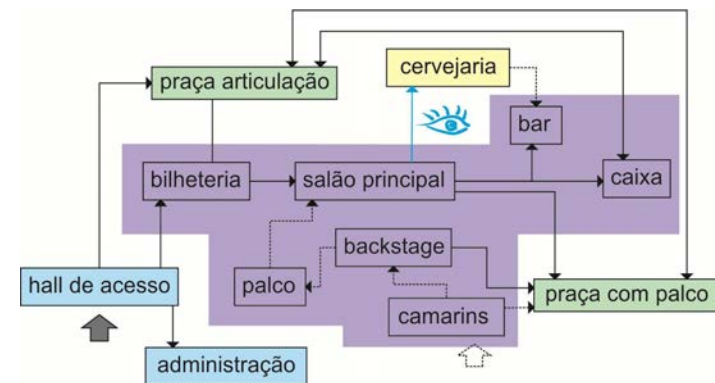 praça articulação
cervejaria
bar
bilheteria
salão principal
caixa
backstage
palco
hall de acesso
praça com palco
camarins
administração